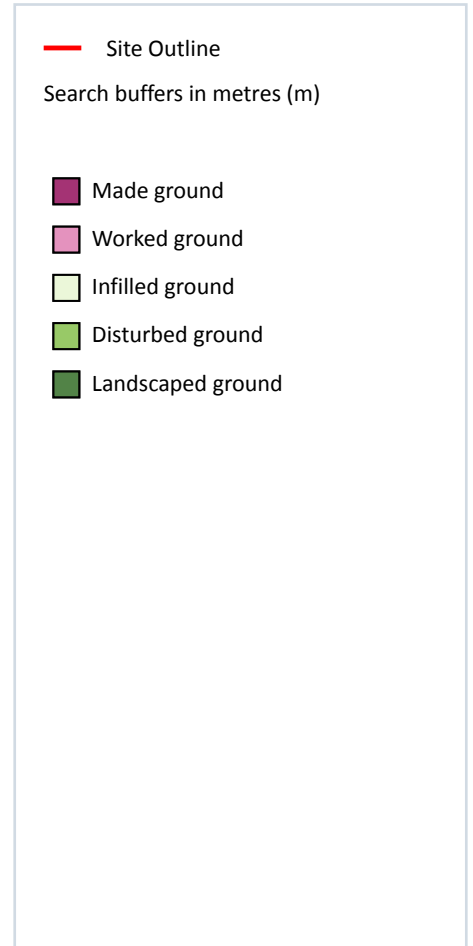 Site Outline
Search buffers in metres (m)
Made ground
Worked ground
Infilled ground
Disturbed ground
Landscaped ground